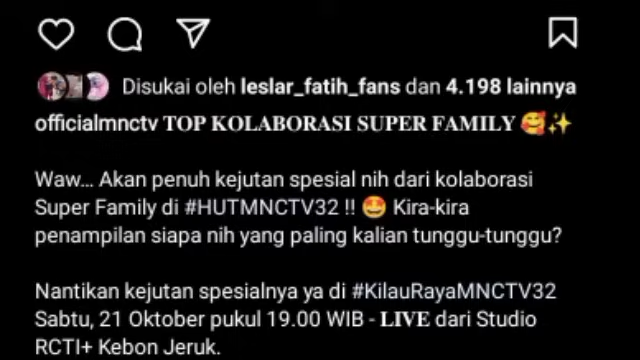 Disukai oleh leslar_fatih_fans dan 4.198 lainnya
officialmnctv TOP KOLABORASI SUPER FAMILY 🥰✨
Waw... Akan penuh kejutan spesial nih dari kolaborasi
Super Family di #HUTMNCTV32 !! 🤩 Kira-kira
penampilan siapa nih yang paling kalian tunggu-tunggu?
Nantikan kejutan spesialnya ya di #KilauRayaMNCTV32
Sabtu, 21 Oktober pukul 19.00 WIB - LIVE dari Studio
RCTI+ Kebon Jeruk.